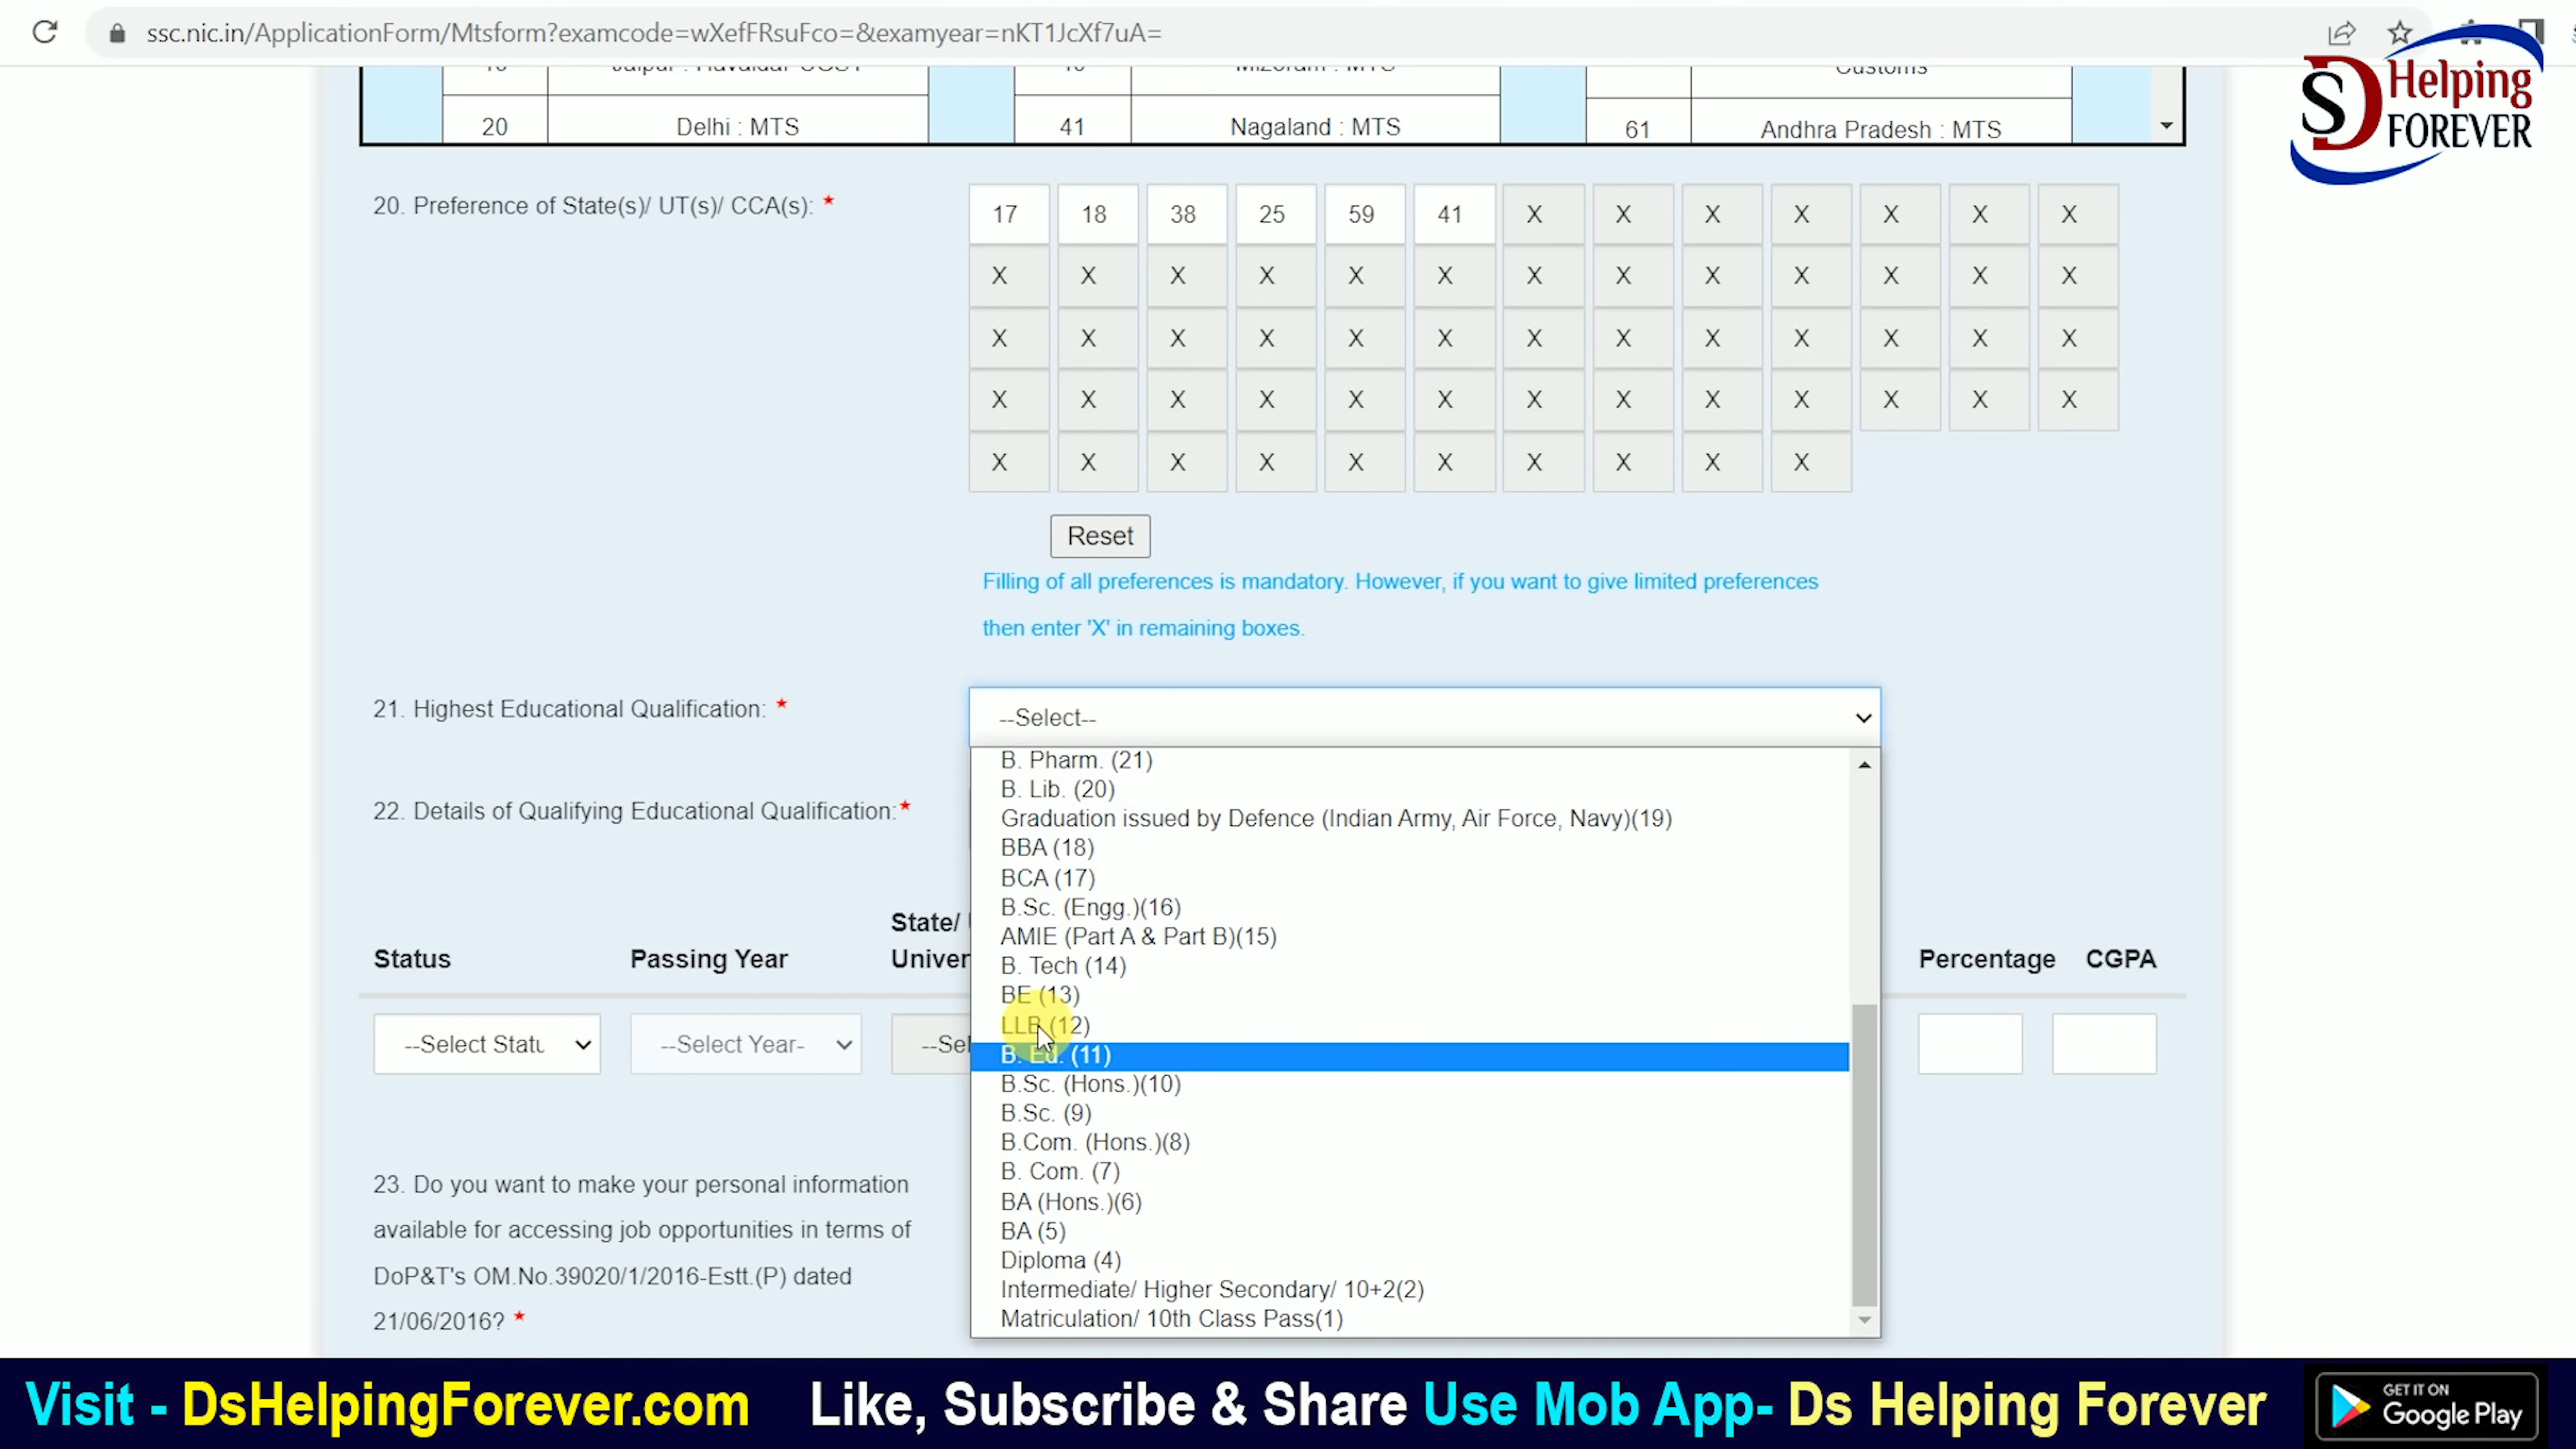 ssc.nic.in/ApplicationForm/Mtsform?examcode=wXefFRsuFco=&examyear=nKT1JcXf7uA=
DS Helping
FOREVER
Customs
20 Delhi : MTS 41 Nagaland : MTS 61 Andhra Pradesh : MTS
20. Preference of State(s)/ UT(s)/ CCA(s): *
17 18 38 25 59 41 X X X X X X X
X X X X X X X X X X X X X
X X X X X X X X X X X X X
X X X X X X X X X X X X X
X X X X X X X X X X
Reset
Filling of all preferences is mandatory. However, if you want to give limited preferences
then enter 'X' in remaining boxes.
21. Highest Educational Qualification: *
--Select--
B. Pharm. (21)
B. Lib. (20)
Graduation issued by Defence (Indian Army, Air Force, Navy)(19)
BBA (18)
BCA (17)
B.Sc. (Engg.)(16)
AMIE (Part A & Part B)(15)
B. Tech (14)
BE (13)
LLB (12)
B. Ed. (11)
B.Sc. (Hons.)(10)
B.Sc. (9)
B.Com. (Hons.)(8)
B. Com. (7)
BA (Hons.)(6)
BA (5)
Diploma (4)
Intermediate/ Higher Secondary/ 10+2(2)
Matriculation/ 10th Class Pass(1)
22. Details of Qualifying Educational Qualification:*
Status Passing Year State/ Percentage CGPA
--Select Year-
23. Do you want to make your personal information
available for accessing job opportunities in terms of
DoP&T's OM.No.39020/1/2016-Estt.(P) dated
21/06/2016? *
Visit - DsHelpingForever.com Like, Subscribe & Share Use Mob App- Ds Helping Forever
GET IT ON
Google Play